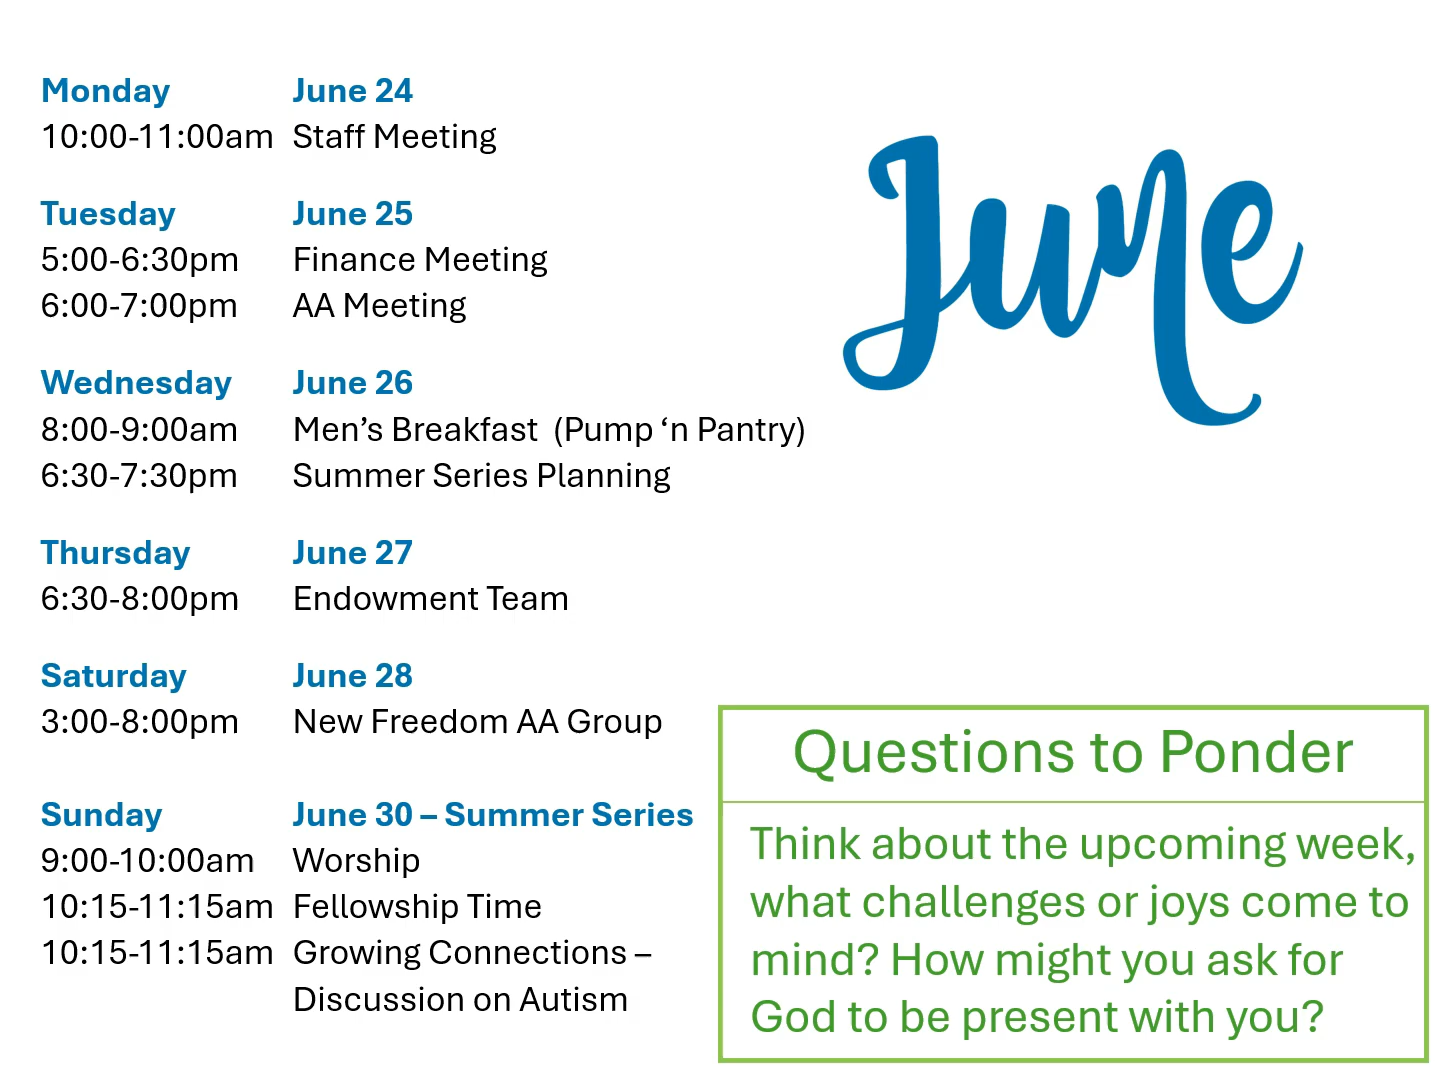 Monday June 24
10:00-11:00am Staff Meeting
Tuesday June 25
5:00-6:30pm Finance Meeting
6:00-7:00pm AA Meeting
Wednesday June 26
8:00-9:00am Men’s Breakfast (Pump ‘n Pantry)
6:30-7:30pm Summer Series Planning
Thursday June 27
6:30-8:00pm Endowment Team
Saturday June 28
3:00-8:00pm New Freedom AA Group
Sunday June 30 – Summer Series
9:00-10:00am Worship
10:15-11:15am Fellowship Time
10:15-11:15am Growing Connections –
Discussion on Autism
June
Questions to Ponder
Think about the upcoming week,
what challenges or joys come to
mind? How might you ask for
God to be present with you?